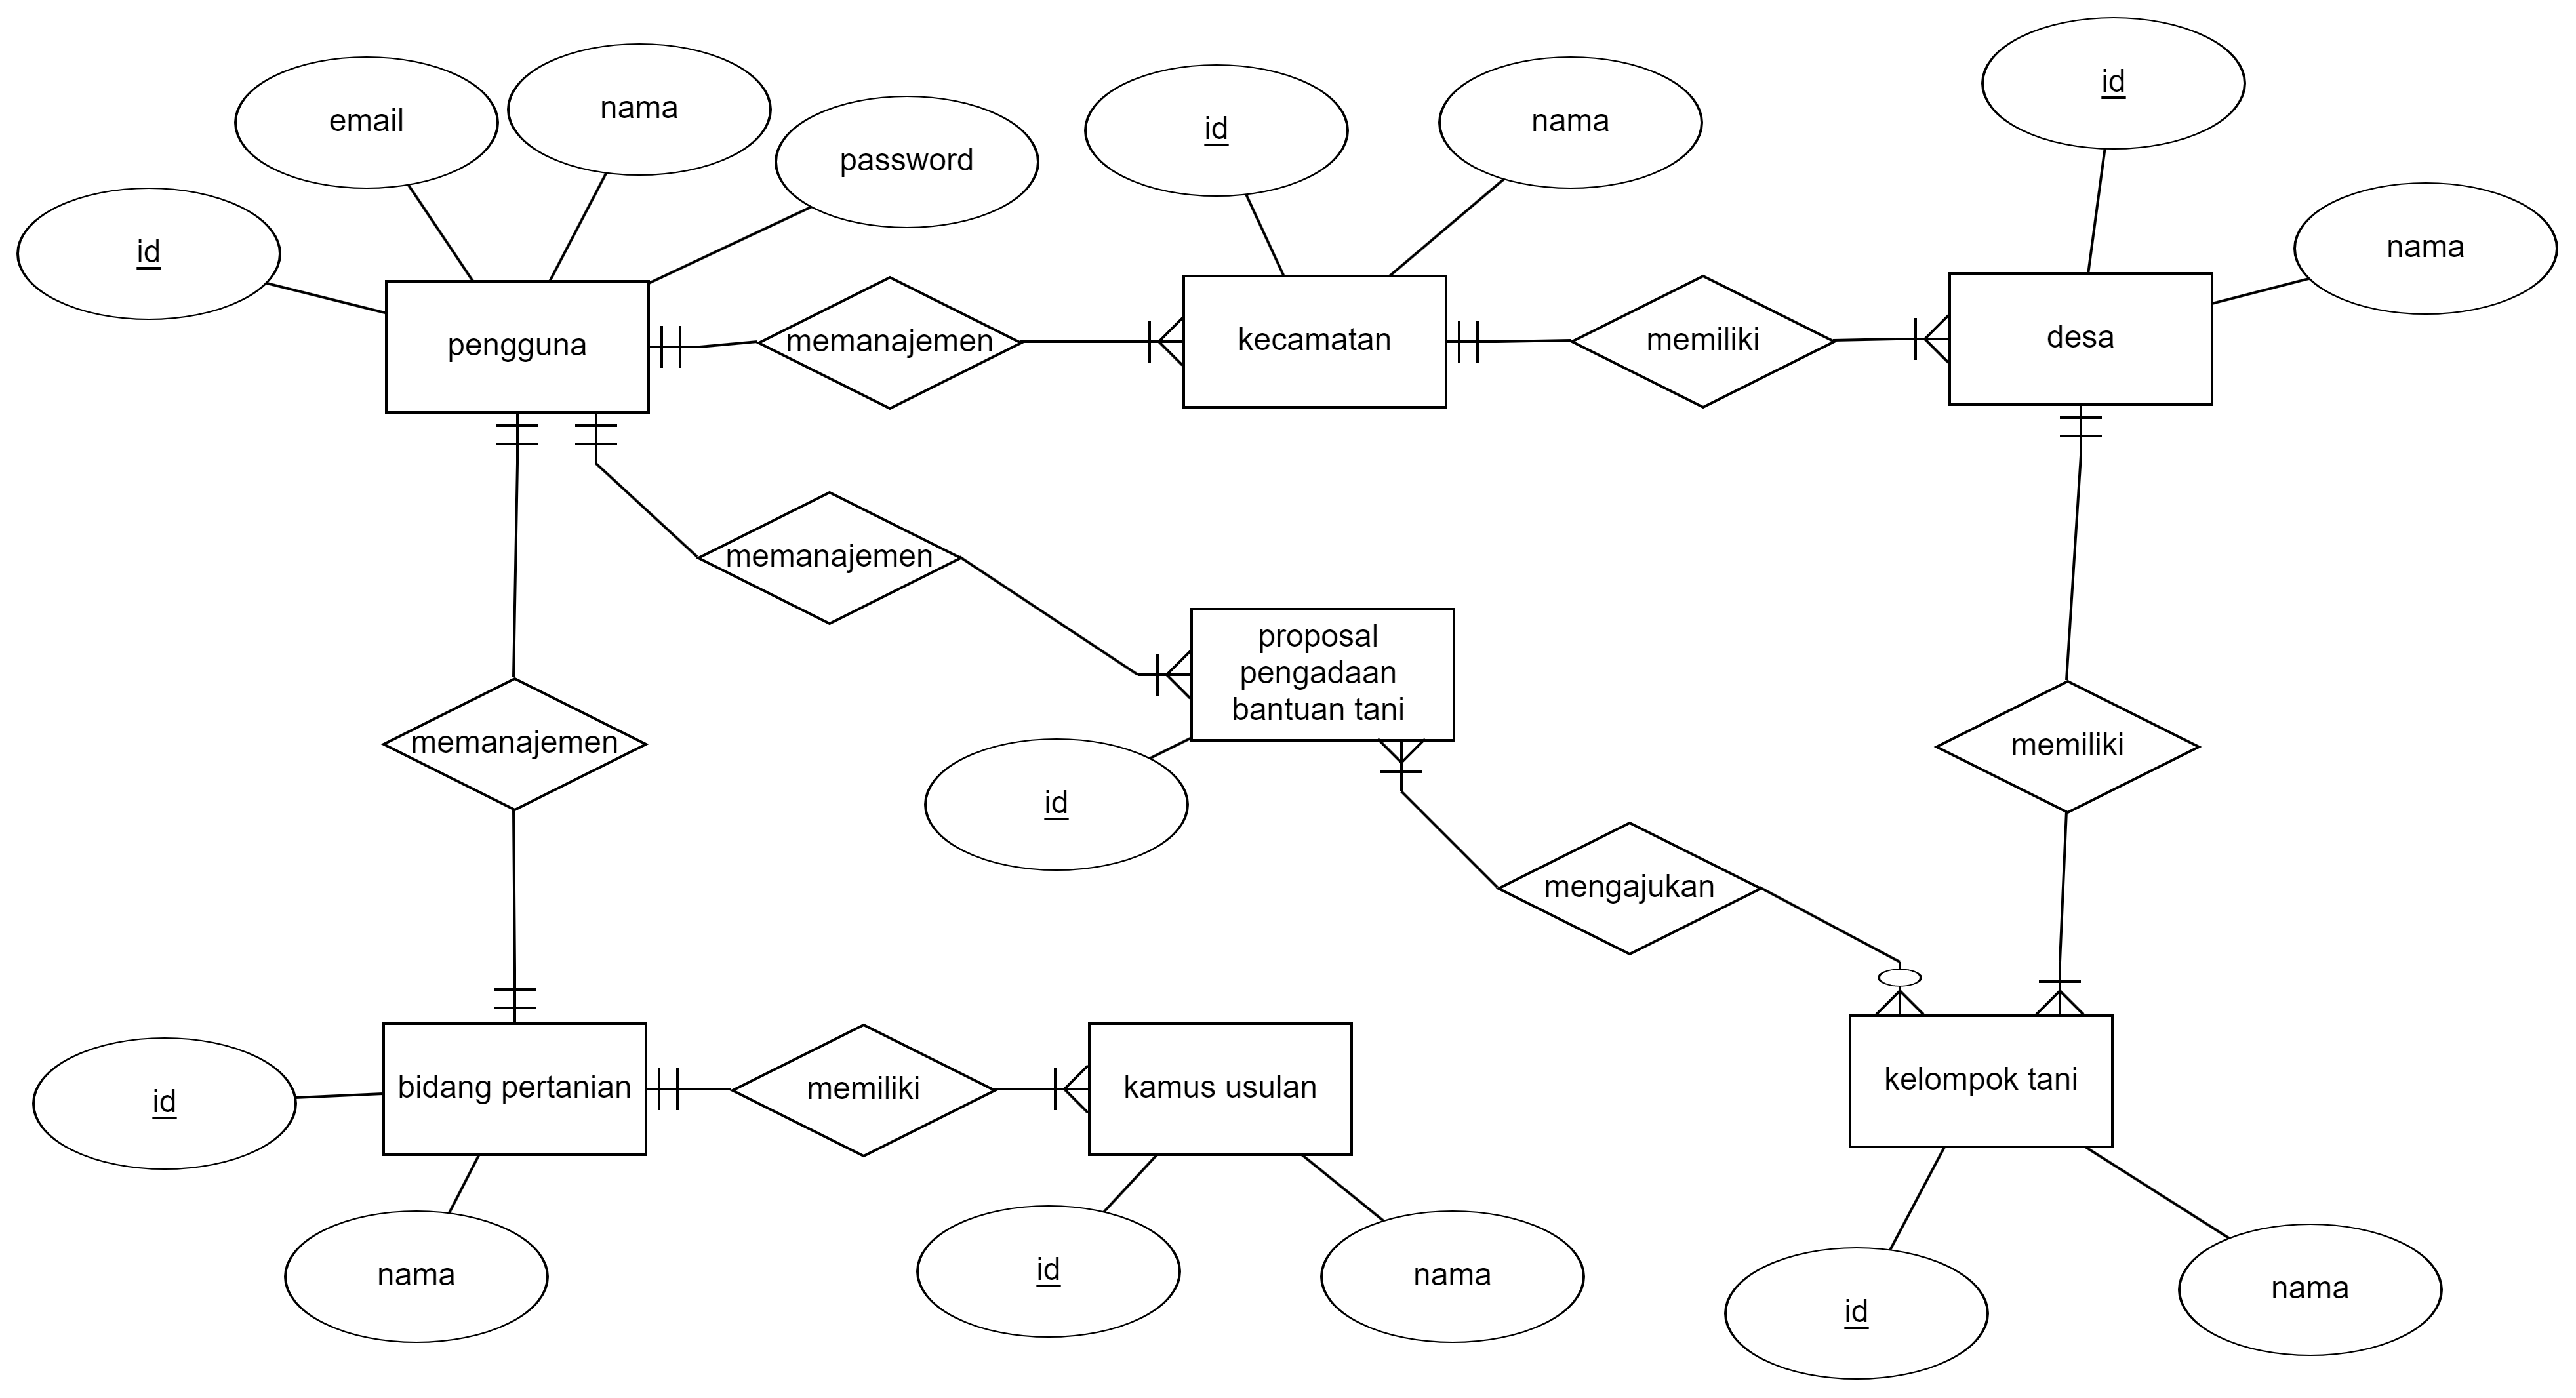 email
nama
password
id
id
nama
id
nama
pengguna
memanajemen
kecamatan
memiliki
desa
memanajemen
proposal
pengadaan
bantuan tani
memanajemen
memiliki
id
mengajukan
bidang pertanian
memiliki
kamus usulan
kelompok tani
id
nama
id
nama
id
nama